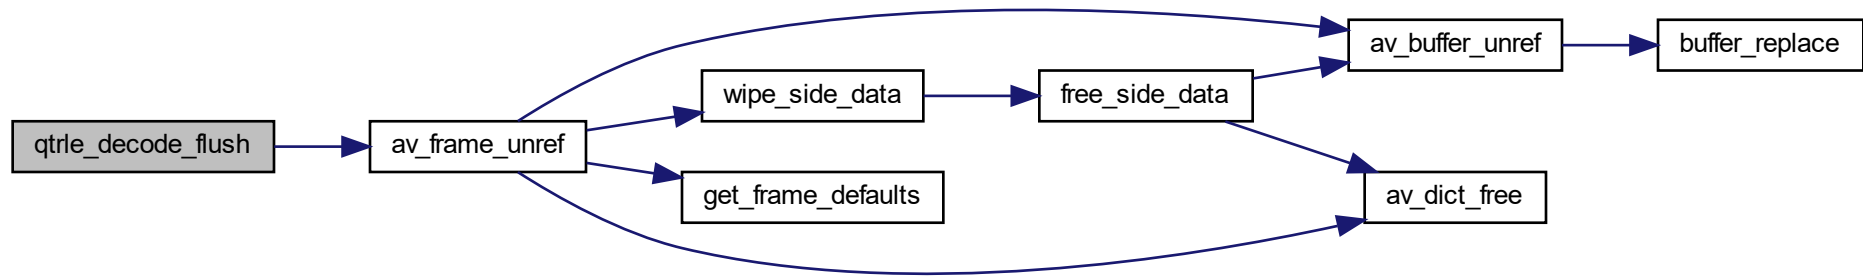 qtrle_decode_flush
av_frame_unref
wipe_side_data
get_frame_defaults
free_side_data
av_buffer_unref
av_dict_free
buffer_replace